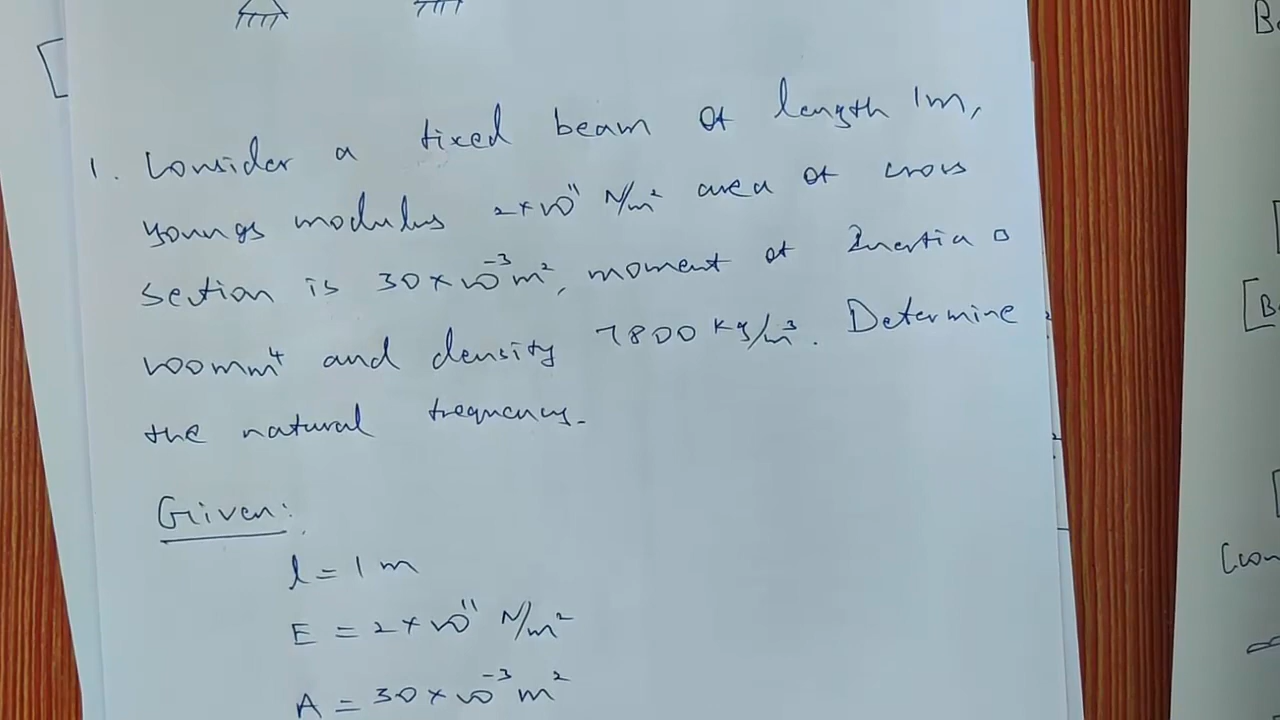 1. Consider a fixed beam of length 1m,
youngs modulus 2×10¹¹ N/m² area of cross
section is 30×10⁻³m², moment of Inertia
100mm⁴ and density 7800 kg/m³. Determine
the natural frequency.
Given:
l = 1 m
E = 2×10¹¹ N/m²
A = 30×10⁻³ m²
[B
[con